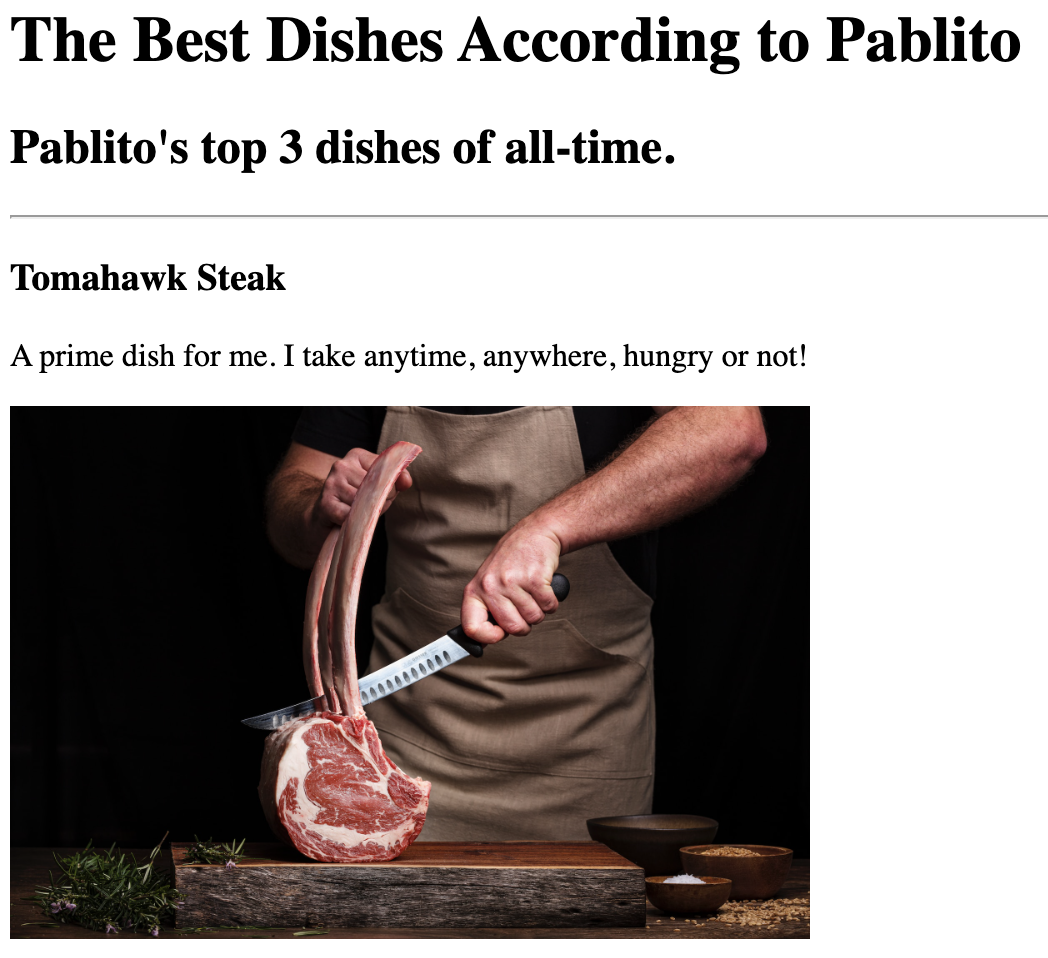 The Best Dishes According to Pablito
Pablito's top 3 dishes of all-time.
Tomahawk Steak
A prime dish for me. I take anytime, anywhere, hungry or not!